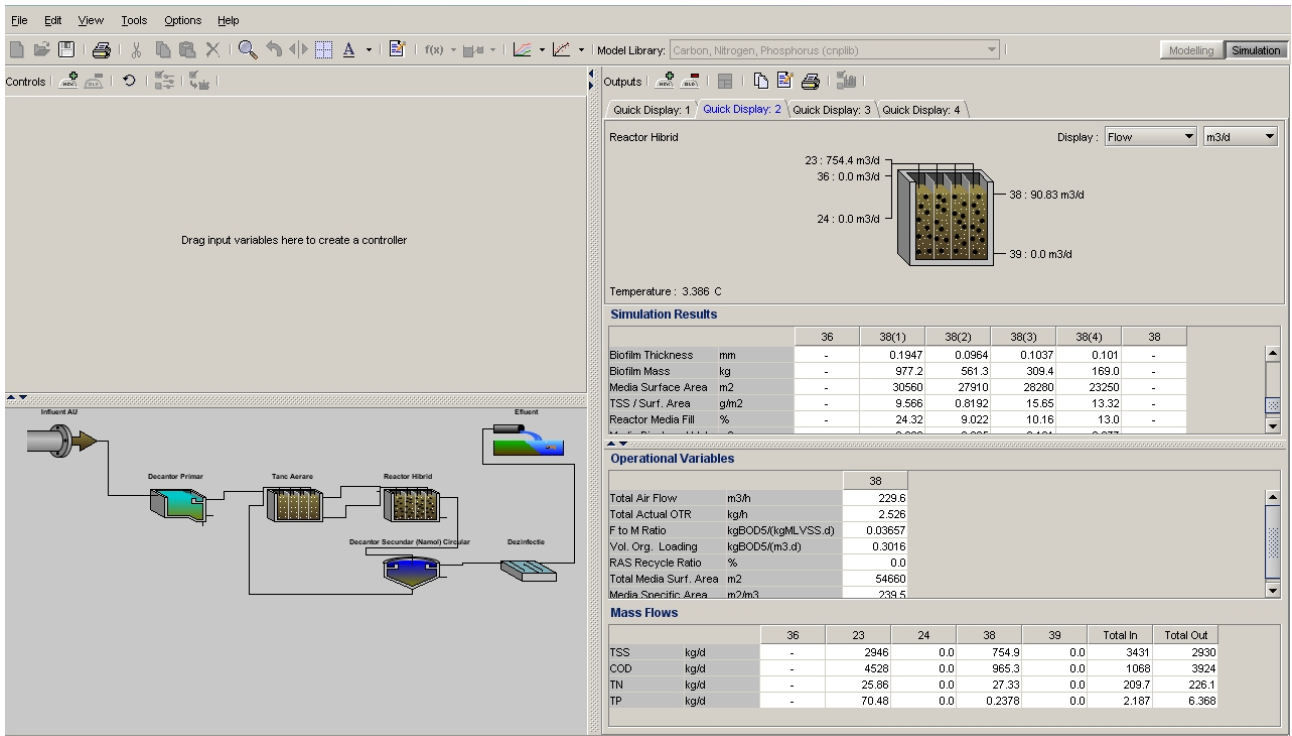 File Edit View Tools Options Help
A f(x) Model Library: Carbon, Nitrogen, Phosphorus (cnplib) Modelling Simulation
Controls
Outputs
Drag input variables here to create a controller
Influent AU
Efluent
Decantor Primar
Tanc Aerare
Reactor Hibrid
Decantor Secundar (Namol) Circular
Dezinfectie
Quick Display: 1 Quick Display: 2 Quick Display: 3 Quick Display: 4
Reactor Hibrid Display : Flow m3/d
23 : 754.4 m3/d
36 : 0.0 m3/d
24 : 0.0 m3/d
38 : 90.83 m3/d
39 : 0.0 m3/d
Temperature : 3.386 C
Simulation Results
36 38(1) 38(2) 38(3) 38(4) 38
Biofilm Thickness mm - 0.1947 0.0964 0.1037 0.101 -
Biofilm Mass kg - 977.2 561.3 309.4 169.0 -
Media Surface Area m2 - 30560 27910 28280 23250 -
TSS / Surf. Area g/m2 - 9.566 0.8192 15.65 13.32 -
Reactor Media Fill % - 24.32 9.022 10.16 13.0 -
Operational Variables
38
Total Air Flow m3/h 229.6
Total Actual OTR kg/h 2.526
F to M Ratio kgBOD5/(kgMLVSS.d) 0.03657
Vol. Org. Loading kgBOD5/(m3.d) 0.3016
RAS Recycle Ratio % 0.0
Total Media Surf. Area m2 54660
Media Specific Area m2/m3 239.5
Mass Flows
36 23 24 38 39 Total In Total Out
TSS kg/d - 2946 0.0 754.9 0.0 3431 2930
COD kg/d - 4528 0.0 965.3 0.0 1068 3924
TN kg/d - 25.86 0.0 27.33 0.0 209.7 226.1
TP kg/d - 70.48 0.0 0.2378 0.0 2.187 6.368